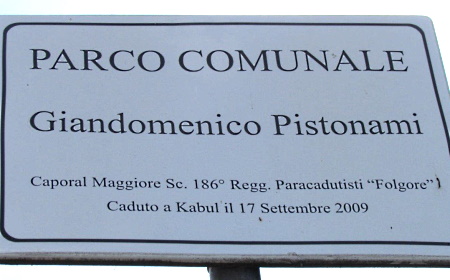 PARCO COMUNALE
Giandomenico Pistonami
Caporal Maggiore Sc. 186° Regg. Paracadutisti “Folgore”
Caduto a Kabul il 17 Settembre 2009